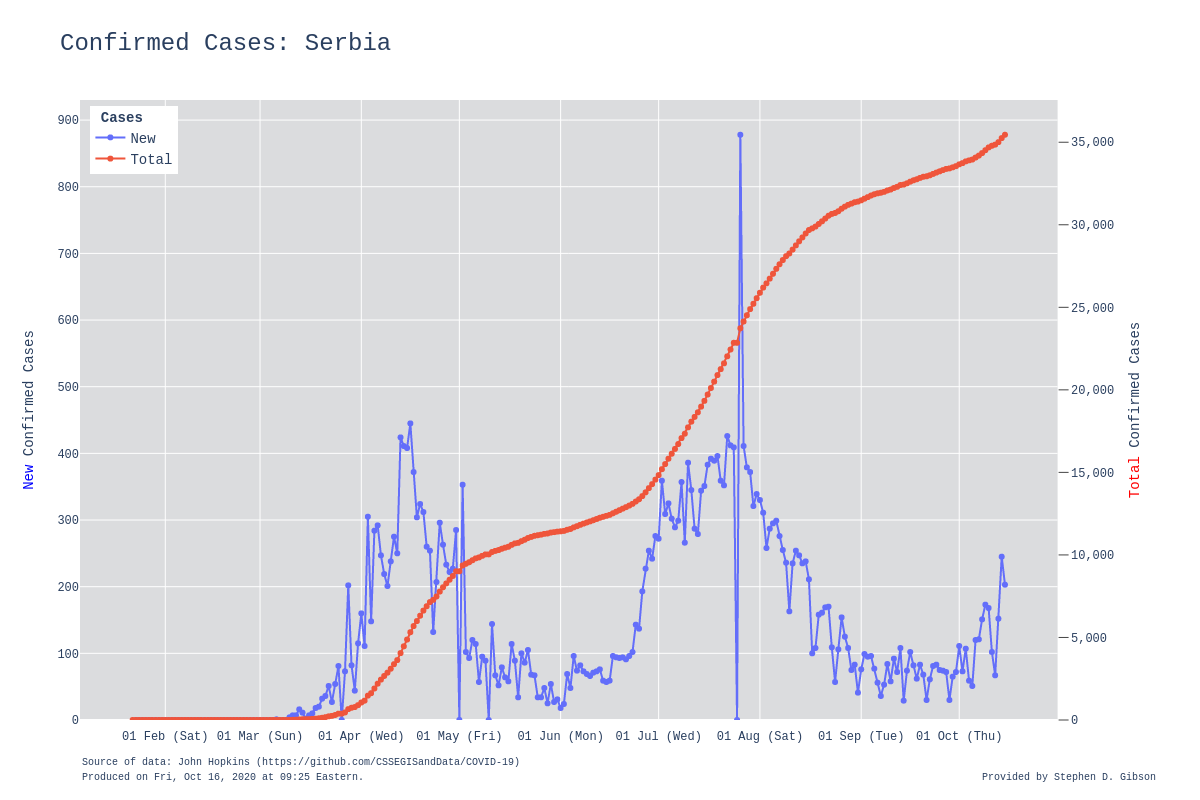 Confirmed Cases: Serbia
Cases
New
Total
900
800
700
600
500
400
300
200
100
0
35,000
30,000
25,000
20,000
15,000
10,000
5,000
0
New Confirmed Cases
Total Confirmed Cases
01 Feb (Sat) 01 Mar (Sun) 01 Apr (Wed) 01 May (Fri) 01 Jun (Mon) 01 Jul (Wed) 01 Aug (Sat) 01 Sep (Tue) 01 Oct (Thu)
Source of data: John Hopkins (https://github.com/CSSEGISandData/COVID-19)
Produced on Fri, Oct 16, 2020 at 09:25 Eastern.
Provided by Stephen D. Gibson